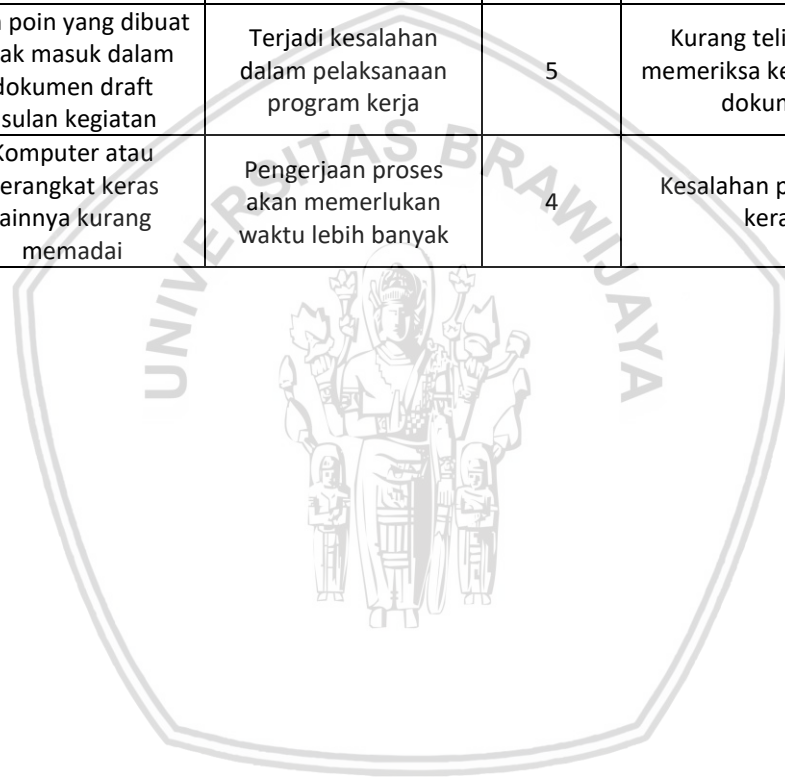 poin yang dibuat
ak masuk dalam
dokumen draft
sulan kegiatan
Terjadi kesalahan
dalam pelaksanaan
program kerja
5
Kurang teli
memeriksa ke
dokum
Komputer atau
erangkat keras
ainnya kurang
memadai
Pengerjaan proses
akan memerlukan
waktu lebih banyak
4
Kesalahan p
kera
UNIVERSITAS BRAWIJAYA